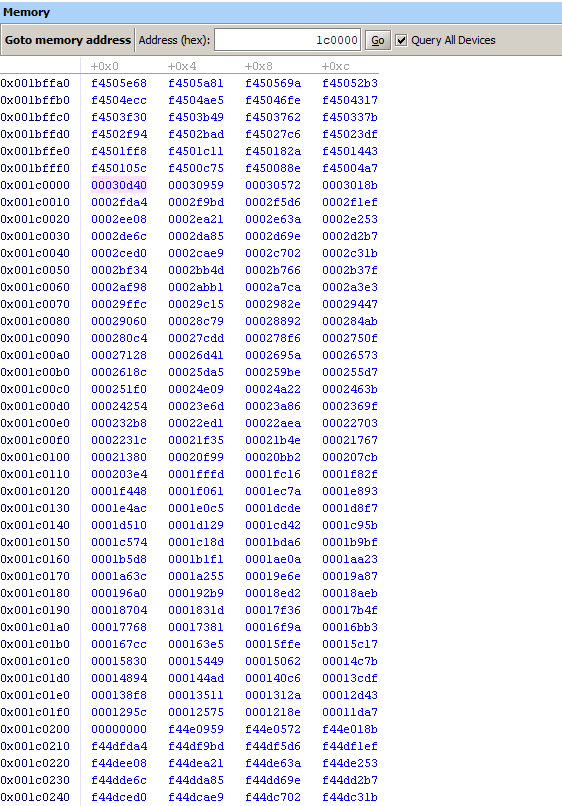 Memory
Goto memory address Address (hex): 1c0000 Go Query All Devices
+0x0 +0x4 +0x8 +0xc
0x001bffa0 f4505e68 f4505a81 f450569a f45052b3
0x001bffb0 f4504ecc f4504ae5 f45046fe f4504317
0x001bffc0 f4503f30 f4503b49 f4503762 f450337b
0x001bffd0 f4502f94 f4502bad f45027c6 f45023df
0x001bffe0 f4501ff8 f4501c11 f450182a f4501443
0x001bfff0 f450105c f4500c75 f450088e f45004a7
0x001c0000 00030d40 00030959 00030572 0003018b
0x001c0010 0002fda4 0002f9bd 0002f5d6 0002f1ef
0x001c0020 0002ee08 0002ea21 0002e63a 0002e253
0x001c0030 0002de6c 0002da85 0002d69e 0002d2b7
0x001c0040 0002ced0 0002cae9 0002c702 0002c31b
0x001c0050 0002bf34 0002bb4d 0002b766 0002b37f
0x001c0060 0002af98 0002abb1 0002a7ca 0002a3e3
0x001c0070 00029ffc 00029c15 0002982e 00029447
0x001c0080 00029060 00028c79 00028892 000284ab
0x001c0090 000280c4 00027cdd 000278f6 0002750f
0x001c00a0 00027128 00026d41 0002695a 00026573
0x001c00b0 0002618c 00025da5 000259be 000255d7
0x001c00c0 000251f0 00024e09 00024a22 0002463b
0x001c00d0 00024254 00023e6d 00023a86 0002369f
0x001c00e0 000232b8 00022ed1 00022aea 00022703
0x001c00f0 0002231c 00021f35 00021b4e 00021767
0x001c0100 00021380 00020f99 00020bb2 000207cb
0x001c0110 000203e4 0001fffd 0001fc16 0001f82f
0x001c0120 0001f448 0001f061 0001ec7a 0001e893
0x001c0130 0001e4ac 0001e0c5 0001dcde 0001d8f7
0x001c0140 0001d510 0001d129 0001cd42 0001c95b
0x001c0150 0001c574 0001c18d 0001bda6 0001b9bf
0x001c0160 0001b5d8 0001b1f1 0001ae0a 0001aa23
0x001c0170 0001a63c 0001a255 00019e6e 00019a87
0x001c0180 000196a0 000192b9 00018ed2 00018aeb
0x001c0190 00018704 0001831d 00017f36 00017b4f
0x001c01a0 00017768 00017381 00016f9a 00016bb3
0x001c01b0 000167cc 000163e5 00015ffe 00015c17
0x001c01c0 00015830 00015449 00015062 00014c7b
0x001c01d0 00014894 000144ad 000140c6 00013cdf
0x001c01e0 000138f8 00013511 0001312a 00012d43
0x001c01f0 0001295c 00012575 0001218e 00011da7
0x001c0200 00000000 f44e0959 f44e0572 f44e018b
0x001c0210 f44dfda4 f44df9bd f44df5d6 f44df1ef
0x001c0220 f44dee08 f44dea21 f44de63a f44de253
0x001c0230 f44dde6c f44dda85 f44dd69e f44dd2b7
0x001c0240 f44dced0 f44dcae9 f44dc702 f44dc31b